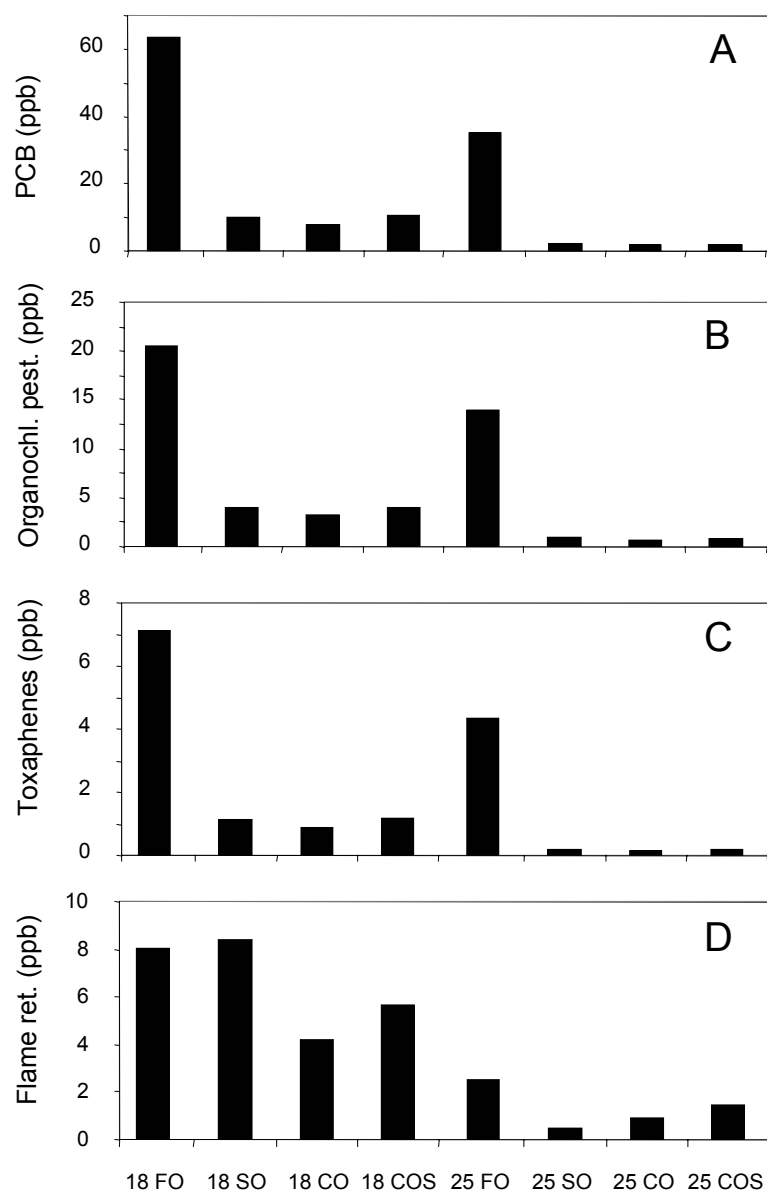 PCB (ppb)
60
40
20
0
A
Organochl. pest. (ppb)
25
20
15
10
5
0
B
Toxaphenes (ppb)
8
6
4
2
0
C
Flame ret. (ppb)
10
8
6
4
2
0
D
18 FO 18 SO 18 CO 18 COS 25 FO 25 SO 25 CO 25 COS